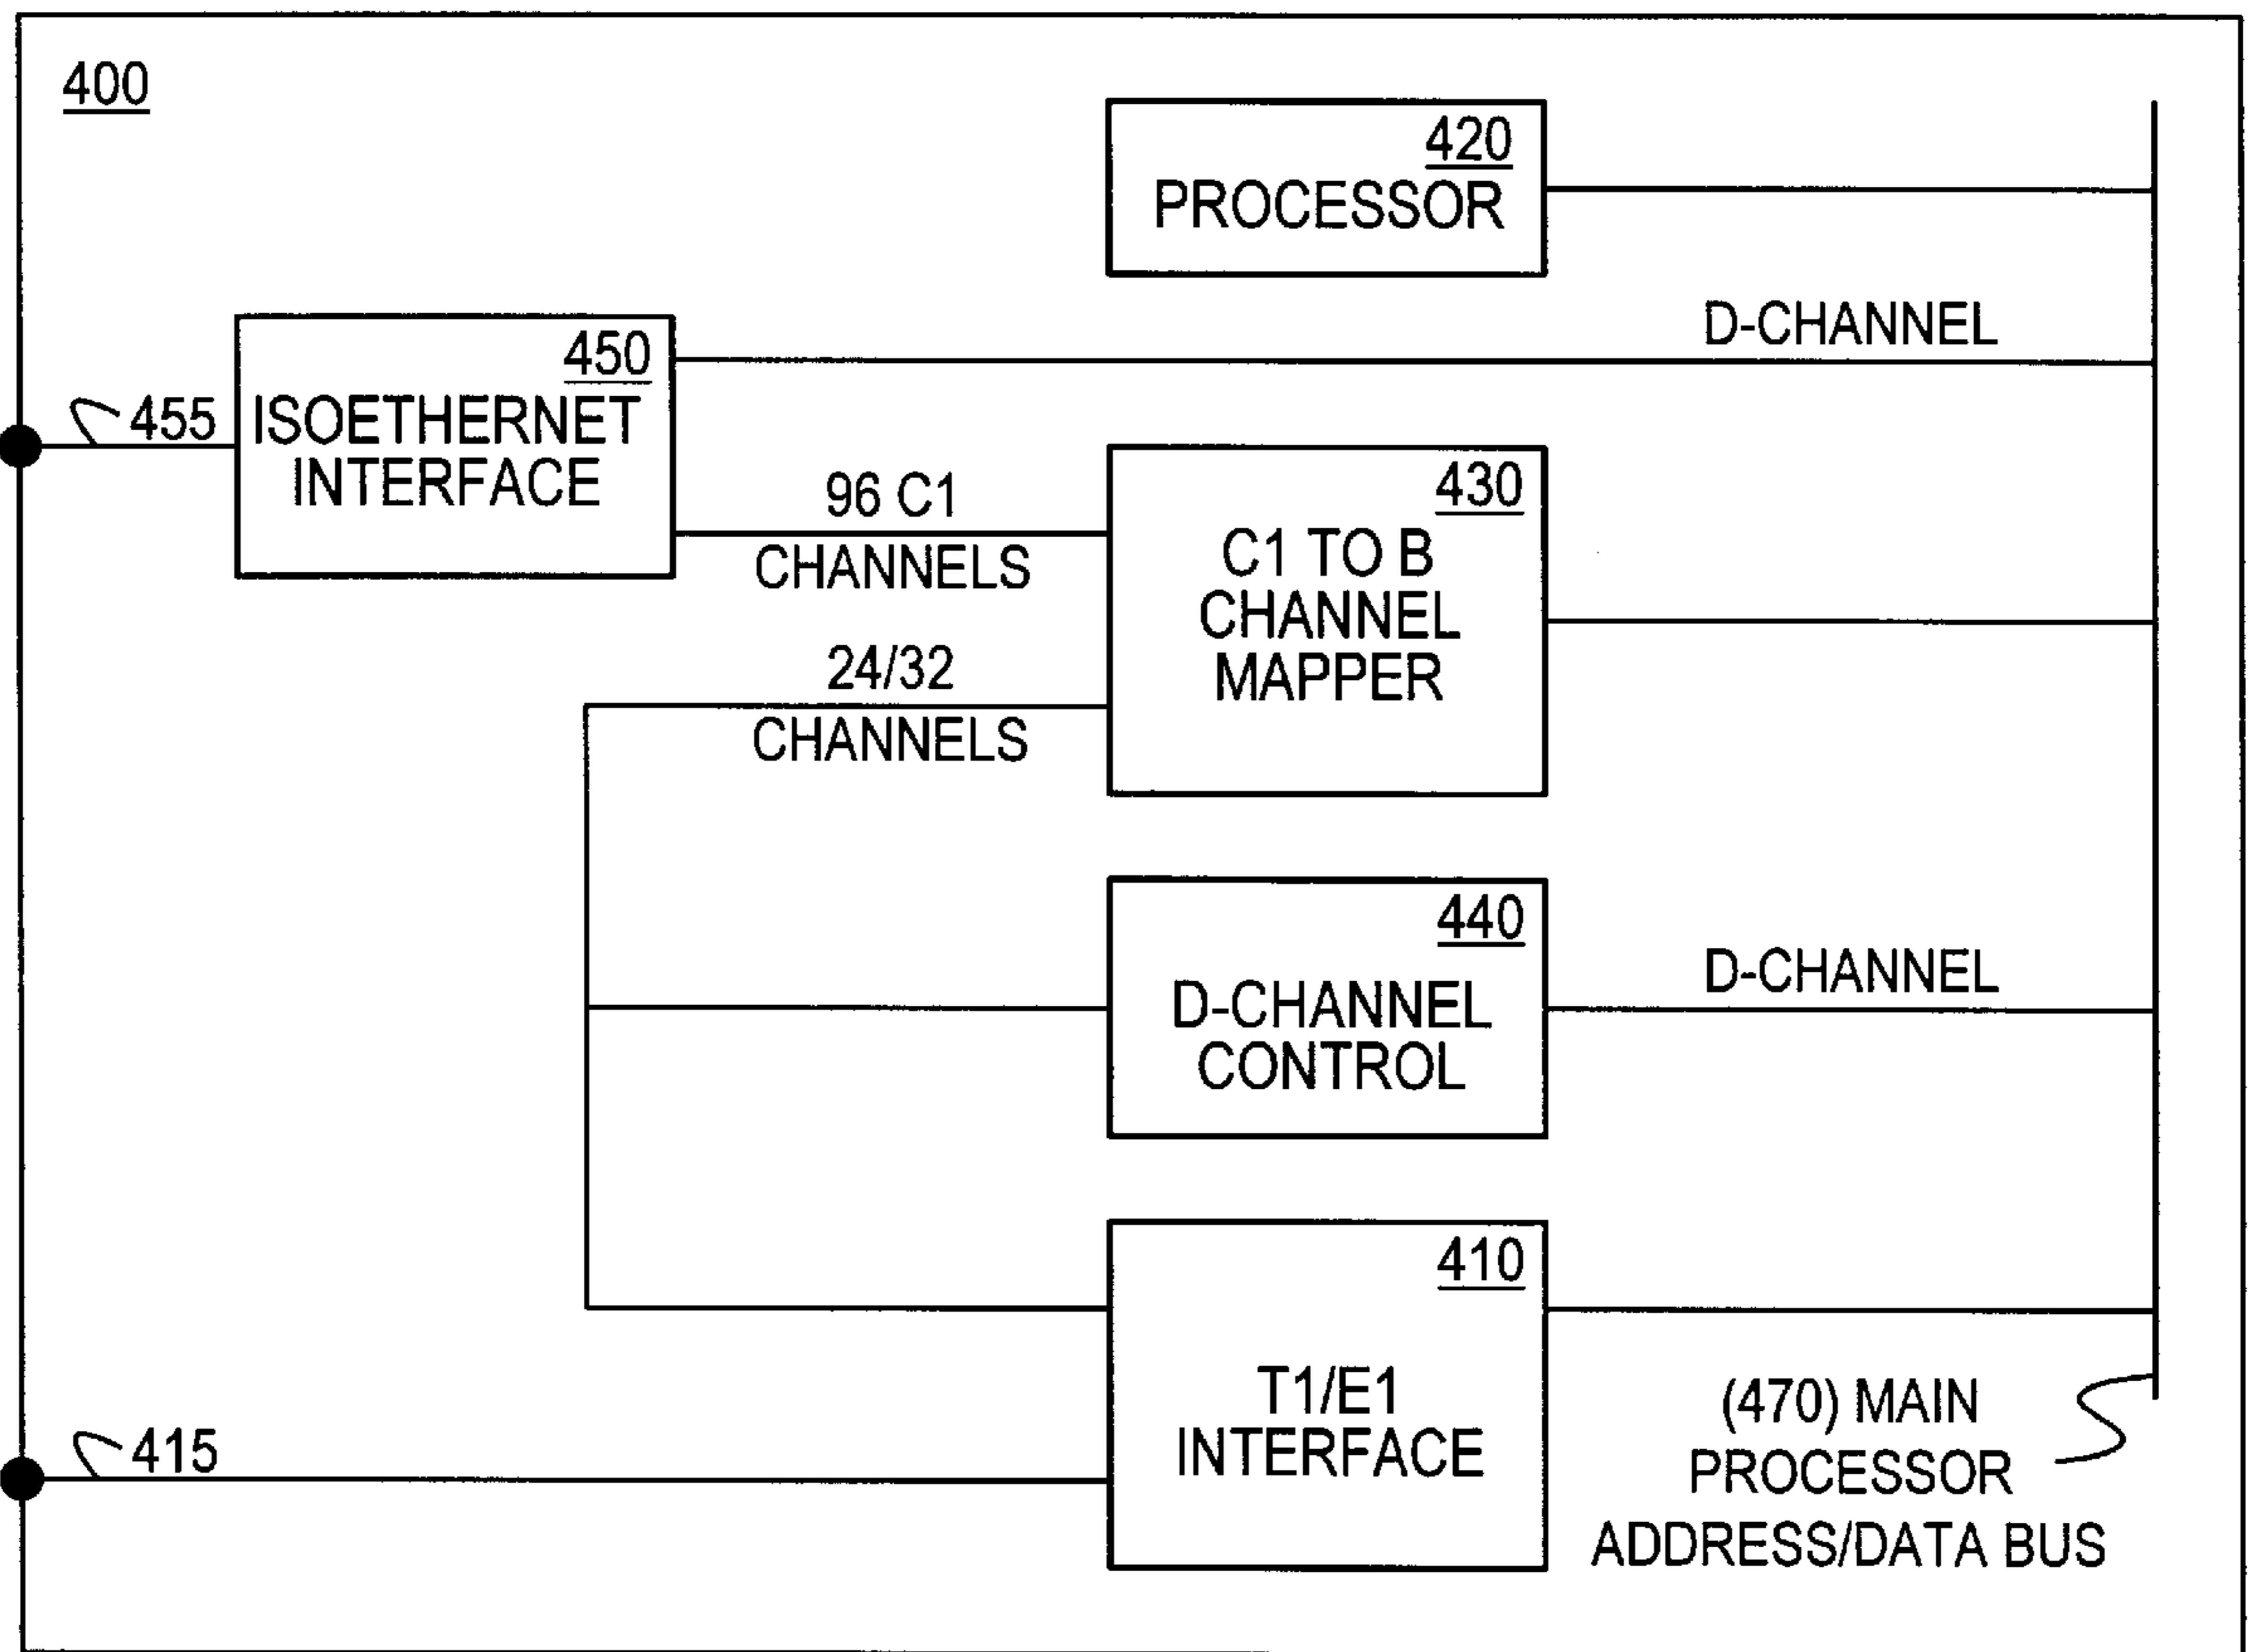 400
420
PROCESSOR
D-CHANNEL
450
ISOETHERNET
INTERFACE
455
96 C1
CHANNELS
430
C1 TO B
CHANNEL
MAPPER
24/32
CHANNELS
440
D-CHANNEL
CONTROL
D-CHANNEL
410
T1/E1
INTERFACE
415
(470) MAIN
PROCESSOR
ADDRESS/DATA BUS